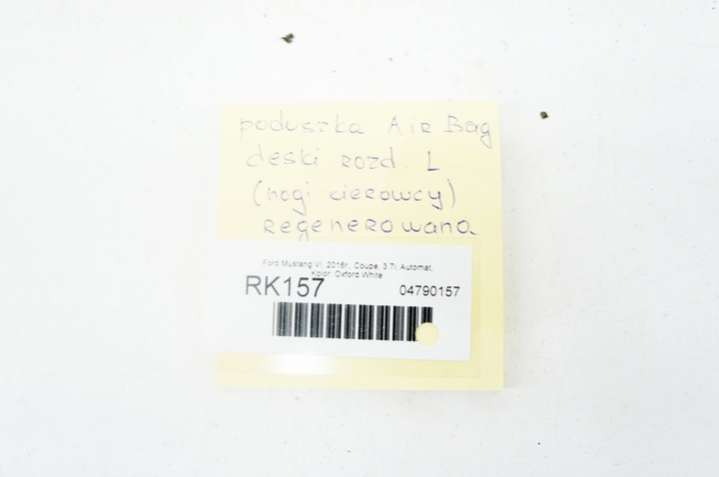 poduszka Air Bag
deski rozd. L
(nogi kierowcy)
regenerowana
Ford Mustang VI, 2016r., Coupe, 3.7i, Automat,
Kolor: Oxford White
RK157
04790157